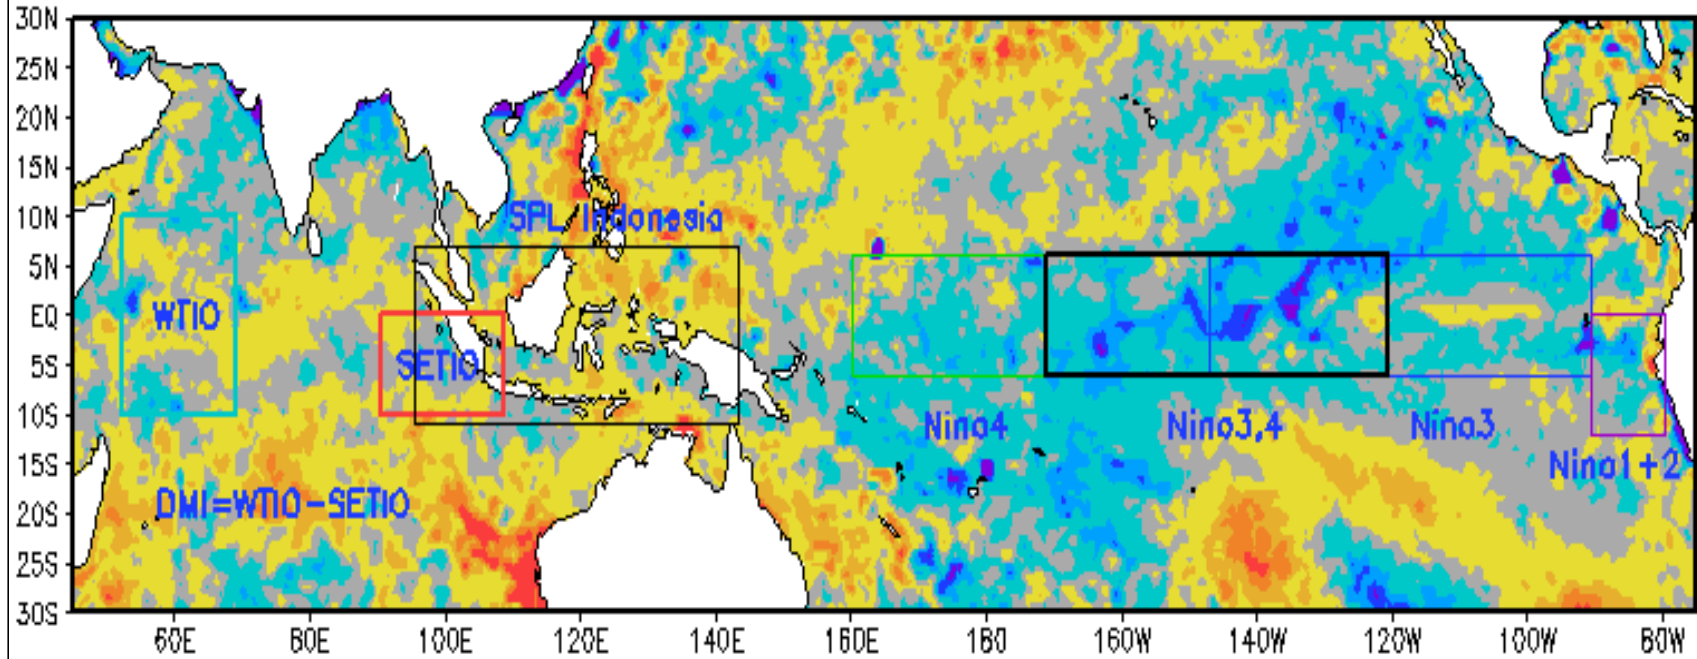 30N
25N
20N
15N
10N
SPL Indonesia
5N
EQ
WTIO
5S
SETIO
10S
Nino4
Nino3,4
Nino3
15S
Nino1+2
20S
DMI=WTIO-SETIO
25S
30S
60E 80E 100E 120E 140E 160E 180 160W 140W 120W 100W 80W